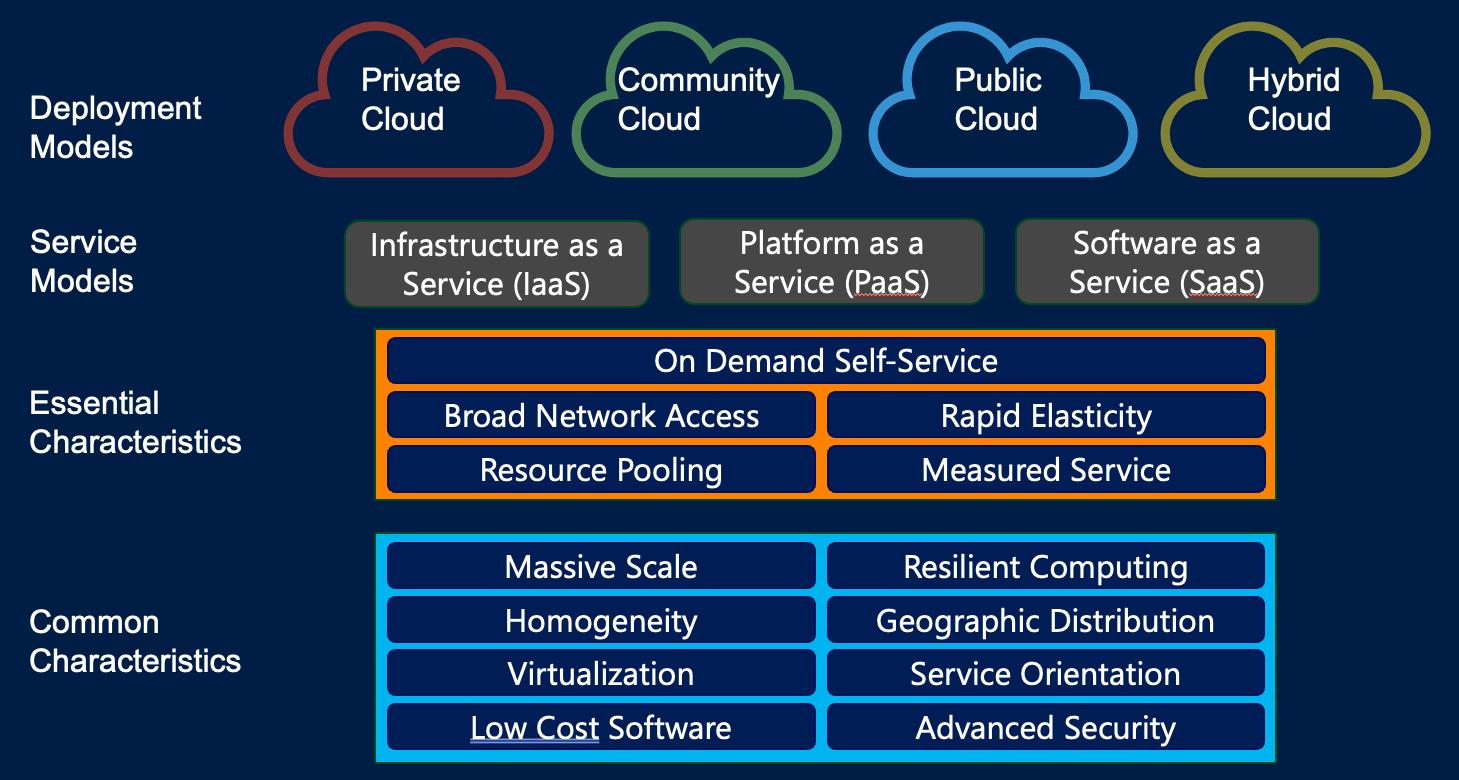 Deployment
Models
Private
Cloud
Community
Cloud
Public
Cloud
Hybrid
Cloud
Service
Models
Infrastructure as a
Service (IaaS)
Platform as a
Service (PaaS)
Software as a
Service (SaaS)
Essential
Characteristics
On Demand Self-Service
Broad Network Access
Rapid Elasticity
Resource Pooling
Measured Service
Common
Characteristics
Massive Scale
Resilient Computing
Homogeneity
Geographic Distribution
Virtualization
Service Orientation
Low Cost Software
Advanced Security